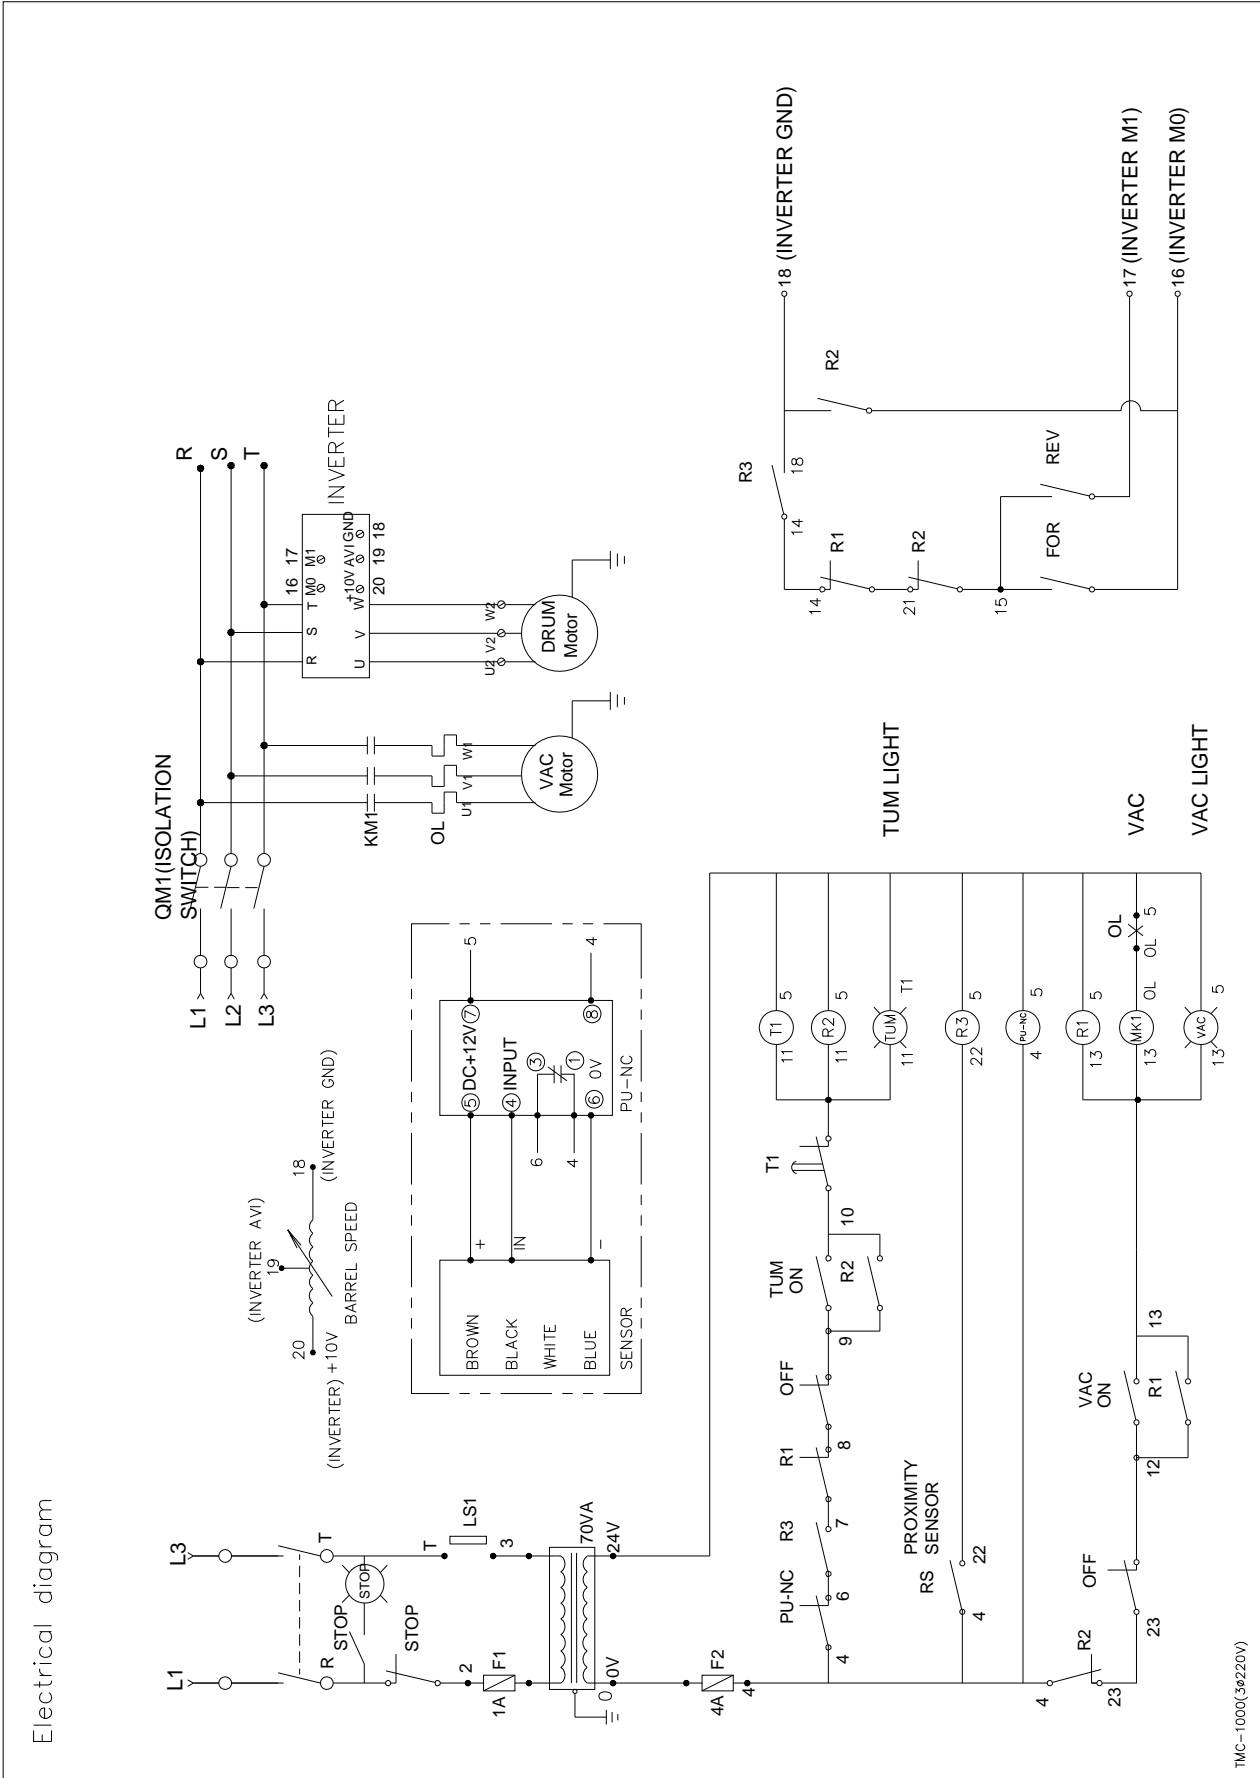 Electrical diagram
L1
L3
R
T
STOP
STOP
STOP
T
LS1
2
3
1A
F1
70VA
0
0V
24V
4A
F2
4
(INVERTER AVI)
19
20
18
(INVERTER) +10V
BARREL SPEED
(INVERTER GND)
BROWN
BLACK
WHITE
BLUE
SENSOR
+
IN
–
5
DC+12V
7
5
4
INPUT
3
1
6
4
6
0V
8
4
PU-NC
L1
L2
L3
QM1(ISOLATION
SWITCH)
R
S
T
KM1
OL
U1
V1
W1
VAC
Motor
INVERTER
16
17
M0
M1
R
S
T
U
V
W
+10V
AVI
GND
20
19
18
U2
V2
W2
DRUM
Motor
4
PU-NC
6
R3
7
R1
8
OFF
9
TUM
ON
R2
10
T1
11
T1
5
11
R2
5
11
TUM
T1
TUM LIGHT
4
RS
PROXIMITY
SENSOR
22
22
R3
5
4
PU-NC
5
4
R2
23
23
OFF
12
VAC
ON
R1
13
13
R1
5
13
MK1
OL
OL
OL
5
VAC
13
VAC
5
VAC LIGHT
R3
14
18
18 (INVERTER GND)
14
R1
21
R2
15
FOR
REV
R2
17 (INVERTER M1)
16 (INVERTER M0)
TMC-1000(3ø220V)